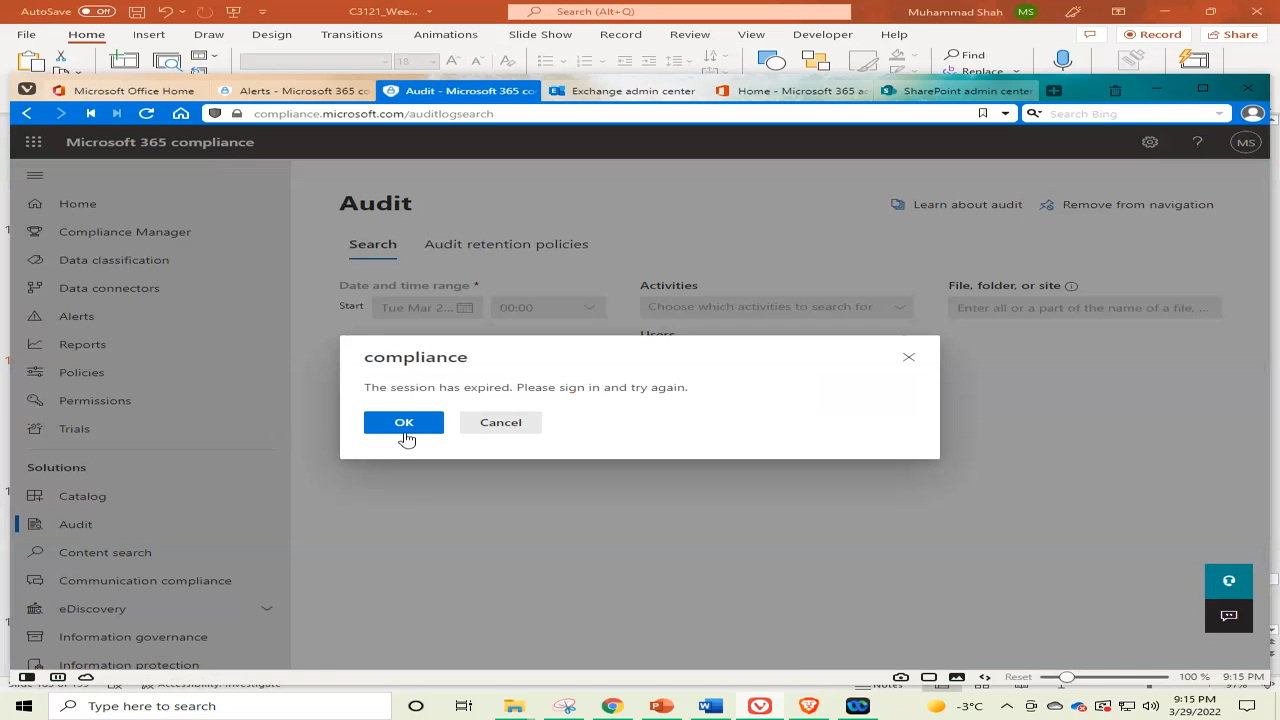 AutoSave Off C3121_Wee... Search (Alt+Q) Muhammad Shah MS
File Home Insert Draw Design Transitions Animations Slide Show Record Review View Developer Help Record Share
18 Find
Replace
Microsoft Office Home Alerts - Microsoft 365 co Audit - Microsoft 365 co Exchange admin center Home - Microsoft 365 ac SharePoint admin center
compliance.microsoft.com/auditlogsearch Search Bing
Microsoft 365 compliance ? MS
Audit
Learn about audit Remove from navigation
Search Audit retention policies
Date and time range * Activities File, folder, or site
Start Tue Mar 2... 00:00 Choose which activities to search for Enter all or a part of the name of a file, ...
Users
compliance
The session has expired. Please sign in and try again.
OK Cancel
Home
Compliance Manager
Data classification
Data connectors
Alerts
Reports
Policies
Permissions
Trials
Solutions
Catalog
Audit
Content search
Communication compliance
eDiscovery
Information governance
Information protection
Reset 100 % 9:15 PM
Accessibility: Investigate Notes
Type here to search -3°C 9:15 PM
3/29/2022